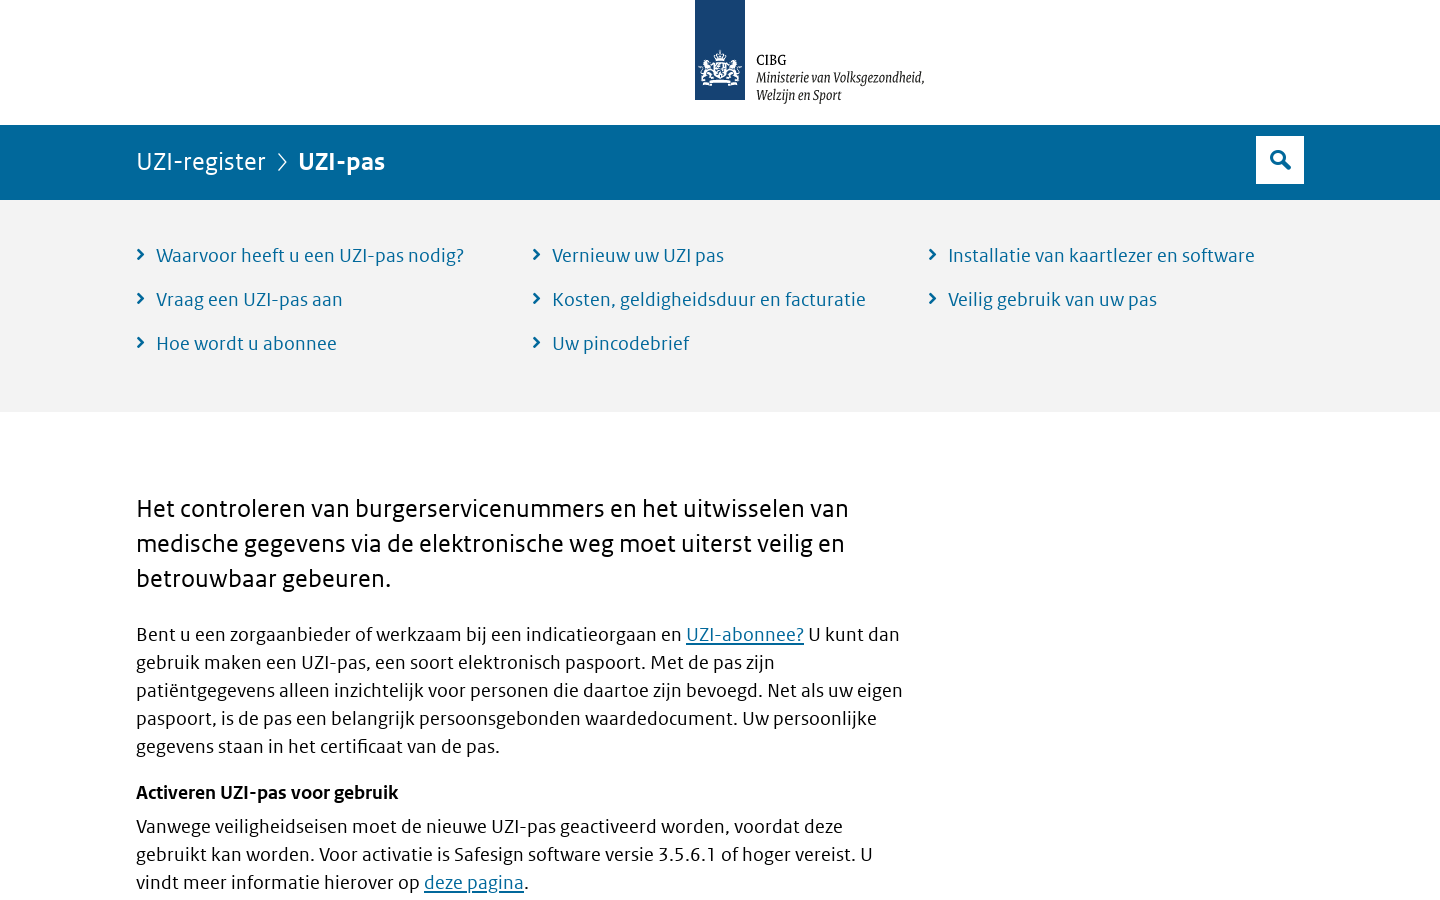 CIBG
Ministerie van Volksgezondheid,
Welzijn en Sport
UZI-register
UZI-pas
Waarvoor heeft u een UZI-pas nodig?
Vraag een UZI-pas aan
Hoe wordt u abonnee
Vernieuw uw UZI pas
Kosten, geldigheidsduur en facturatie
Uw pincodebrief
Installatie van kaartlezer en software
Veilig gebruik van uw pas
Het controleren van burgerservicenummers en het uitwisselen van
medische gegevens via de elektronische weg moet uiterst veilig en
betrouwbaar gebeuren.
Bent u een zorgaanbieder of werkzaam bij een indicatieorgaan en UZI-abonnee? U kunt dan
gebruik maken een UZI-pas, een soort elektronisch paspoort. Met de pas zijn
patiëntgegevens alleen inzichtelijk voor personen die daartoe zijn bevoegd. Net als uw eigen
paspoort, is de pas een belangrijk persoonsgebonden waardedocument. Uw persoonlijke
gegevens staan in het certificaat van de pas.
Activeren UZI-pas voor gebruik
Vanwege veiligheidseisen moet de nieuwe UZI-pas geactiveerd worden, voordat deze
gebruikt kan worden. Voor activatie is Safesign software versie 3.5.6.1 of hoger vereist. U
vindt meer informatie hierover op deze pagina.